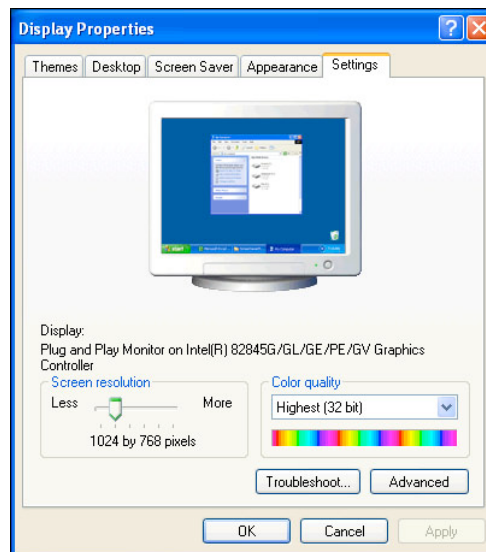 Display Properties
Themes Desktop Screen Saver Appearance Settings
Display:
Plug and Play Monitor on Intel(R) 82845G/GL/GE/PE/GV Graphics
Controller
Screen resolution
Less More
1024 by 768 pixels
Color quality
Highest (32 bit)
Troubleshoot... Advanced
OK Cancel Apply